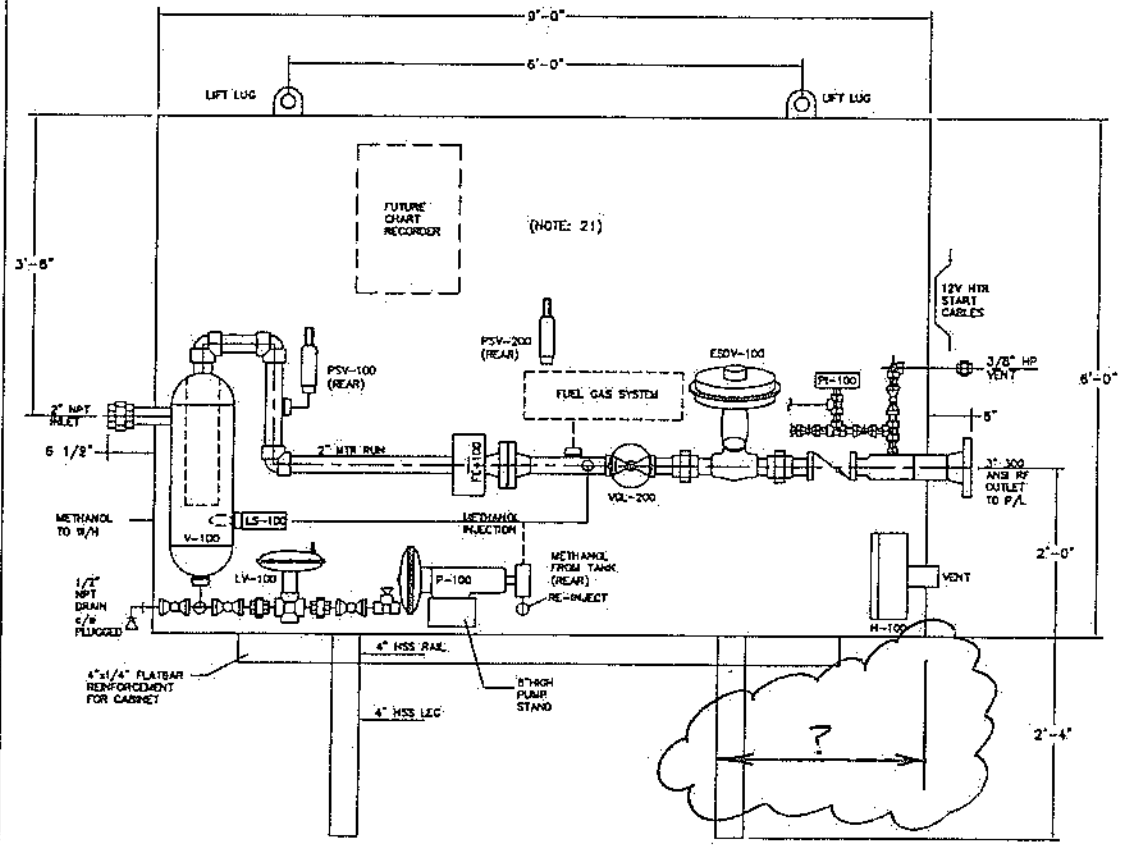 9'-0"
6'-0"
LIFT LUG
LIFT LUG
FUTURE
CHART
RECORDER
(NOTE: 21)
3'-6"
12V HTR
START
CABLES
PSV-200
(REAR)
ESDV-100
PSV-100
(REAR)
PI-100
3/8" HP
VENT
6'-0"
FUEL GAS SYSTEM
2" NPT
INLET
5"
6 1/2"
2" MTR RUN
FE-100
VGL-200
3"-300
ANSI RF
OUTLET
TO P/L
METHANOL
TO W/H
LS-100
METHANOL
INJECTION
V-100
2'-0"
LV-100
P-100
METHANOL
FROM TANK
(REAR)
RE-INJECT
VENT
1/2"
NPT
DRAIN
c/w
PLUGGED
H-100
4" HSS RAIL
4"x1/4" FLATBAR
REINFORCEMENT
FOR CABINET
8"HIGH
PUMP
STAND
4" HSS LEG
?
2'-4"